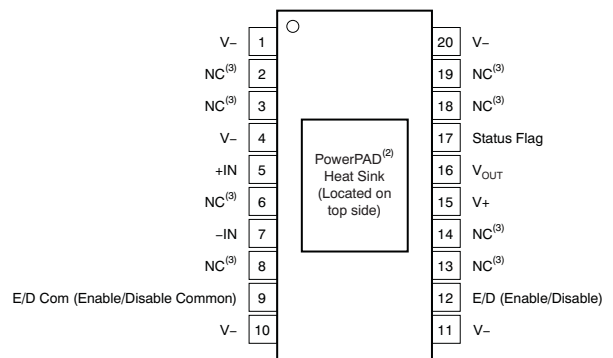 V− 1
NC(3) 2
NC(3) 3
V− 4
+IN 5
NC(3) 6
−IN 7
NC(3) 8
E/D Com (Enable/Disable Common) 9
V− 10
PowerPAD(2)
Heat Sink
(Located on
top side)
20 V−
19 NC(3)
18 NC(3)
17 Status Flag
16 VOUT
15 V+
14 NC(3)
13 NC(3)
12 E/D (Enable/Disable)
11 V−